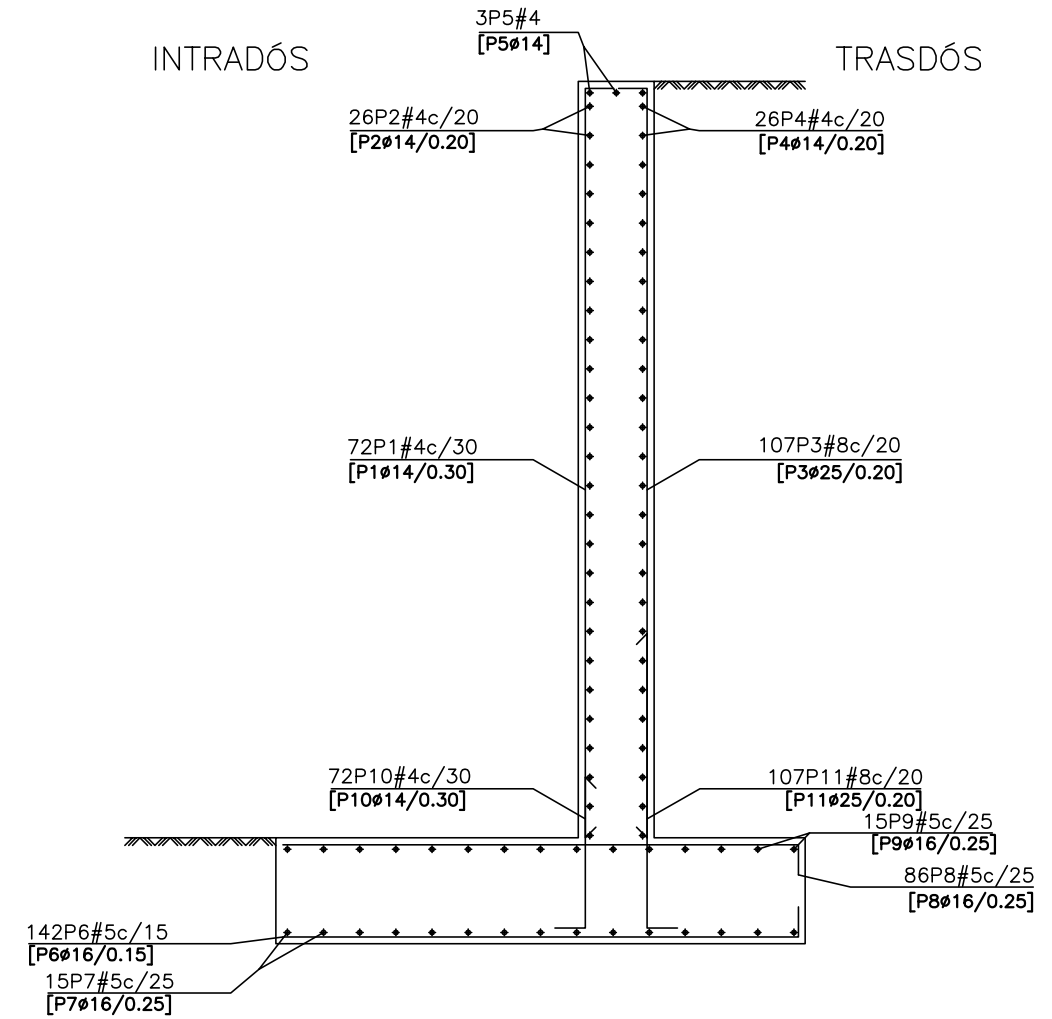 3P5#4
[P5ø14]
INTRADÓS
TRASDÓS
26P2#4c/20
[P2ø14/0.20]
26P4#4c/20
[P4ø14/0.20]
72P1#4c/30
[P1ø14/0.30]
107P3#8c/20
[P3ø25/0.20]
72P10#4c/30
[P10ø14/0.30]
107P11#8c/20
[P11ø25/0.20]
15P9#5c/25
[P9ø16/0.25]
86P8#5c/25
[P8ø16/0.25]
142P6#5c/15
[P6ø16/0.15]
15P7#5c/25
[P7ø16/0.25]